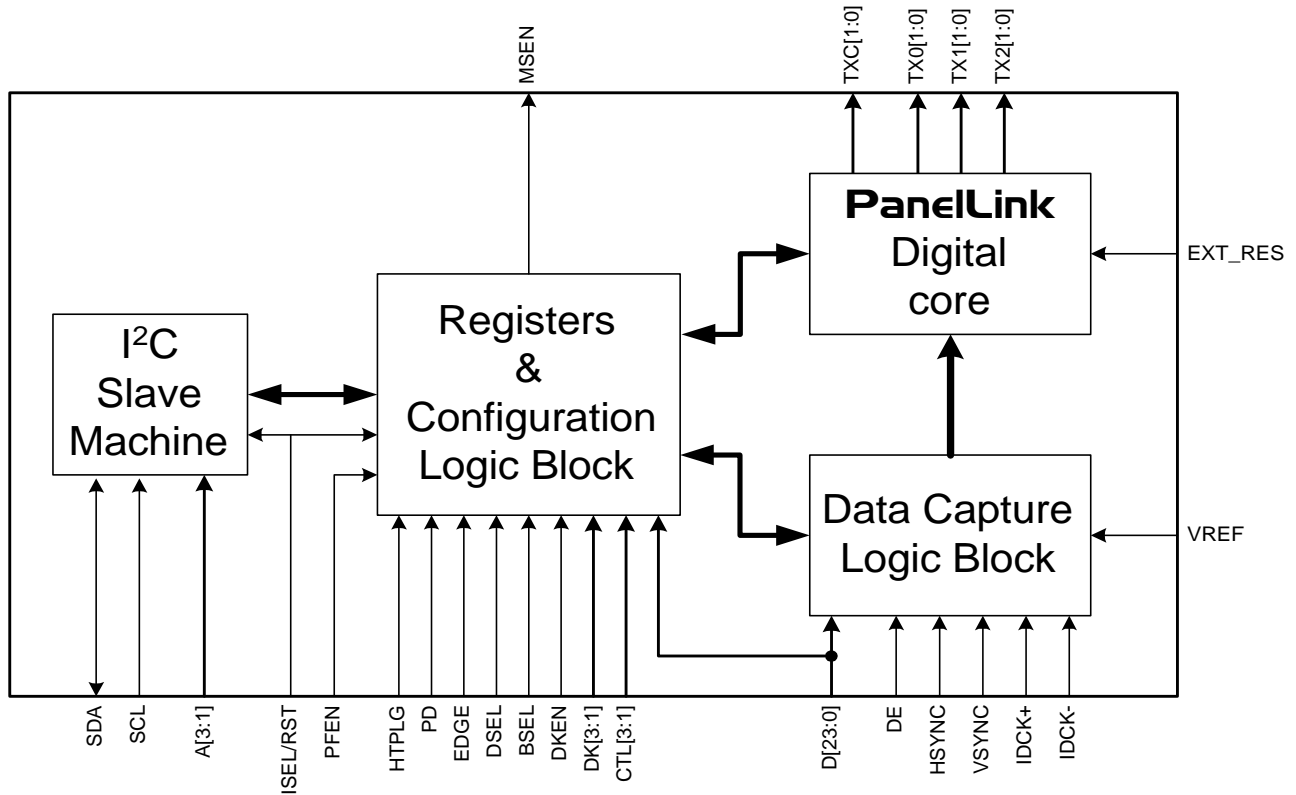 MSEN
TXC[1:0]
TX0[1:0]
TX1[1:0]
TX2[1:0]
PanelLink
Digital
core
EXT_RES
I²C
Slave
Machine
Registers
&
Configuration
Logic Block
Data Capture
Logic Block
VREF
SDA
SCL
A[3:1]
ISEL/RST
PFEN
HTPLG
PD
EDGE
DSEL
BSEL
DKEN
DK[3:1]
CTL[3:1]
D[23:0]
DE
HSYNC
VSYNC
IDCK+
IDCK-